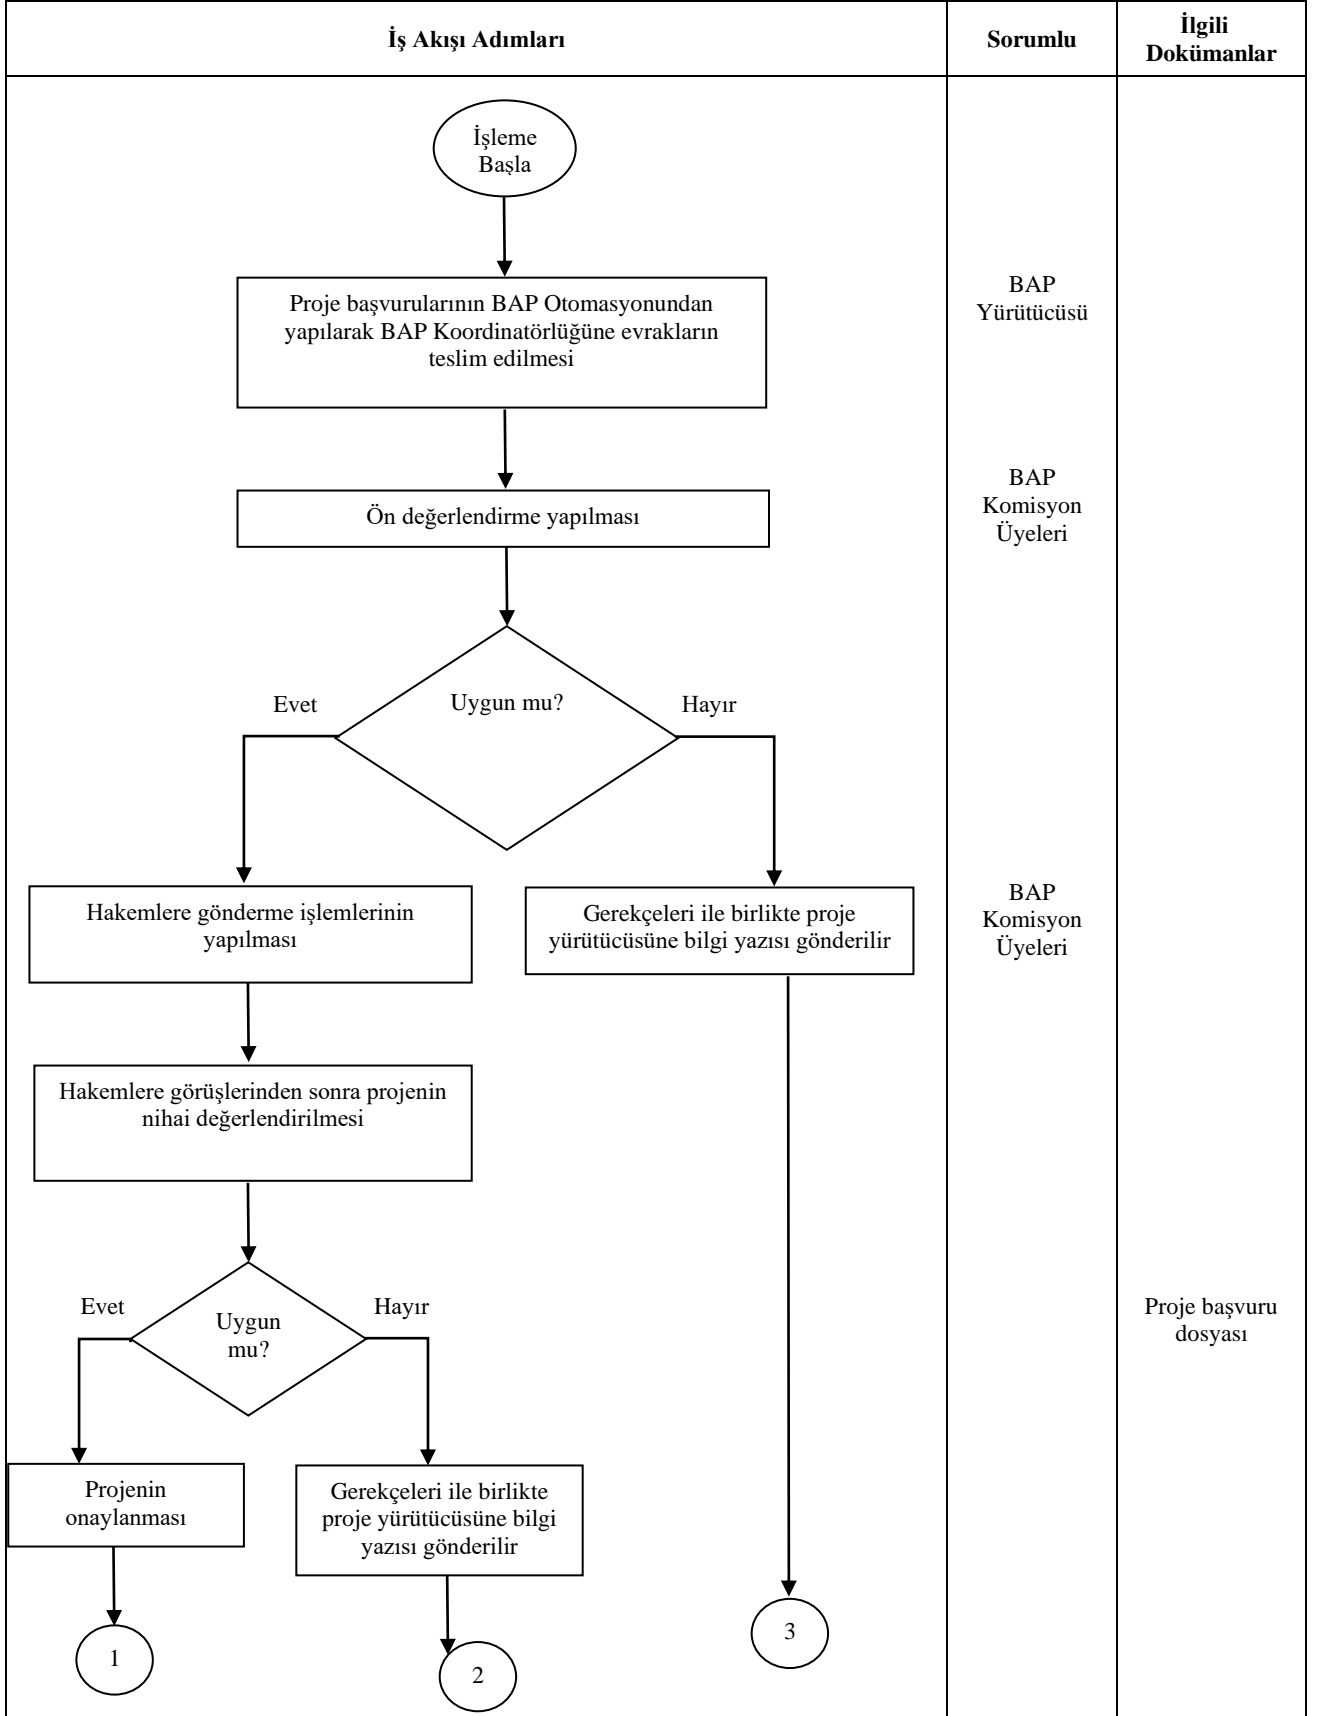 İş Akışı Adımları
Sorumlu
İlgili
Dokümanlar
İşleme
Başla
Proje başvurularının BAP Otomasyonundan
yapılarak BAP Koordinatörlüğüne evrakların
teslim edilmesi
BAP
Yürütücüsü
Ön değerlendirme yapılması
BAP
Komisyon
Üyeleri
Evet
Uygun mu?
Hayır
Hakemlere gönderme işlemlerinin
yapılması
Gerekçeleri ile birlikte proje
yürütücüsüne bilgi yazısı gönderilir
BAP
Komisyon
Üyeleri
Hakemlere görüşlerinden sonra projenin
nihai değerlendirilmesi
Evet
Uygun
mu?
Hayır
Proje başvuru
dosyası
Projenin
onaylanması
Gerekçeleri ile birlikte
proje yürütücüsüne bilgi
yazısı gönderilir
1
2
3